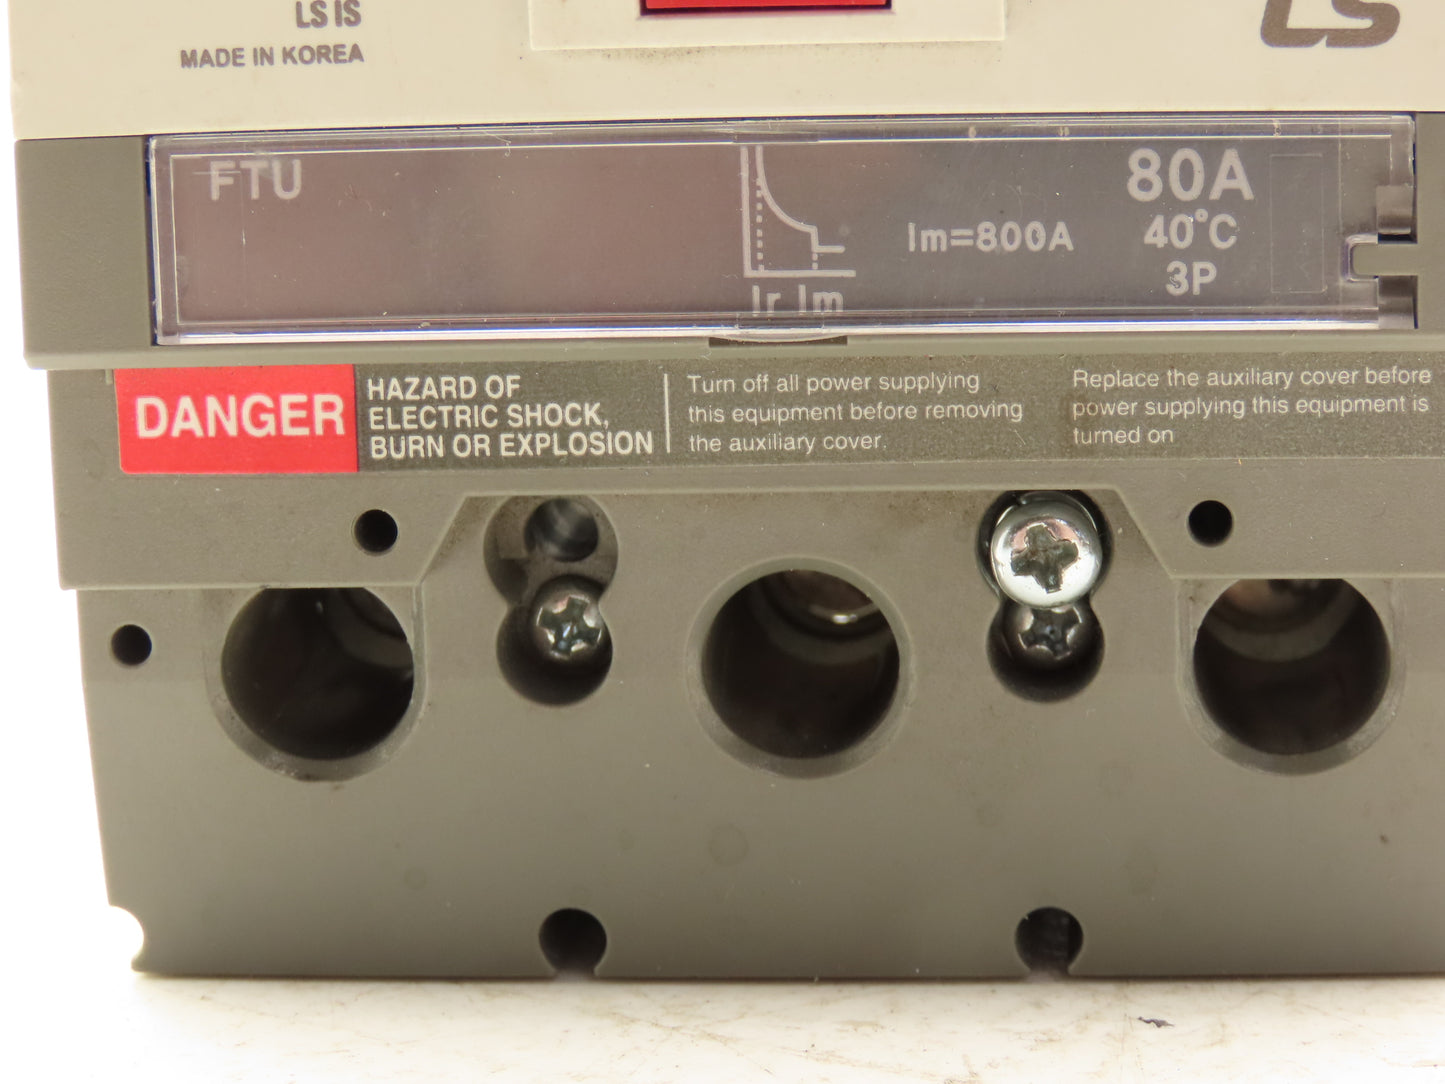 LS IS
MADE IN KOREA
LS
FTU
80A
Im=800A
40°C
3P
Ir Im
DANGER
HAZARD OF
ELECTRIC SHOCK,
BURN OR EXPLOSION
Turn off all power supplying
this equipment before removing
the auxiliary cover.
Replace the auxiliary cover before
power supplying this equipment is
turned on